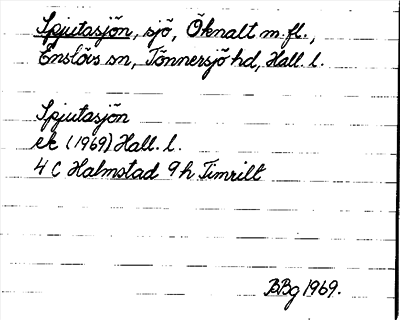 Spjutasjön, sjö, Öknalt m.fl.,
Enslövs sn, Tönnersjö hd, Hall. l.
Spjutasjön
ek (1969) Hall. l.
4 C Halmstad 9 h Timrilt
BBg 1969.